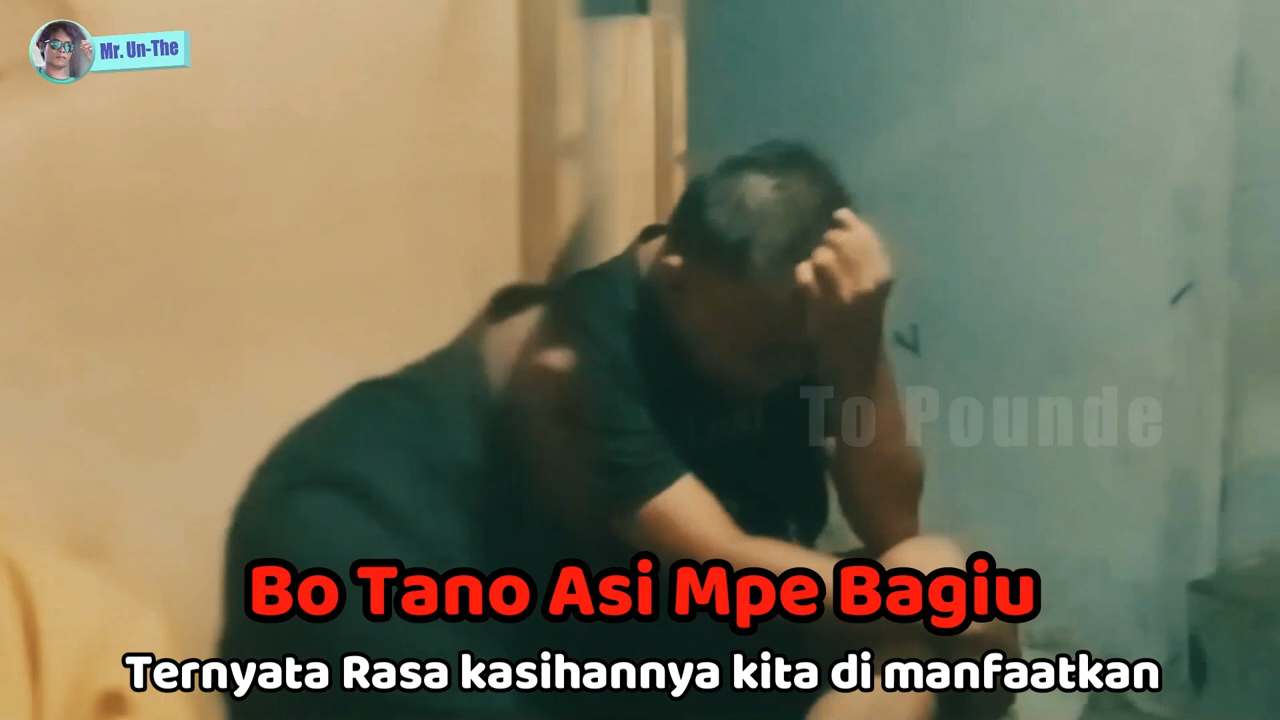 Mr. Un-The
To Pounde
Bo Tano Asi Mpe Bagiu
Ternyata Rasa kasihannya kita di manfaatkan